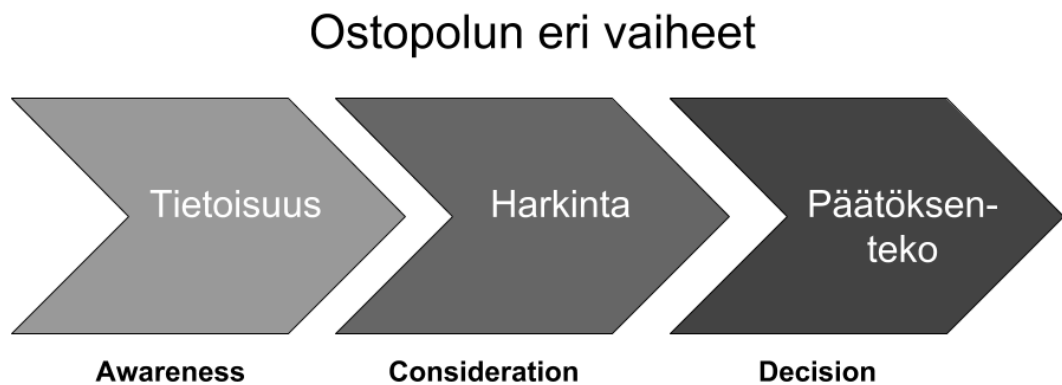 Ostopolun eri vaiheet
Tietoisuus
Harkinta
Päätöksen-
teko
Awareness
Consideration
Decision